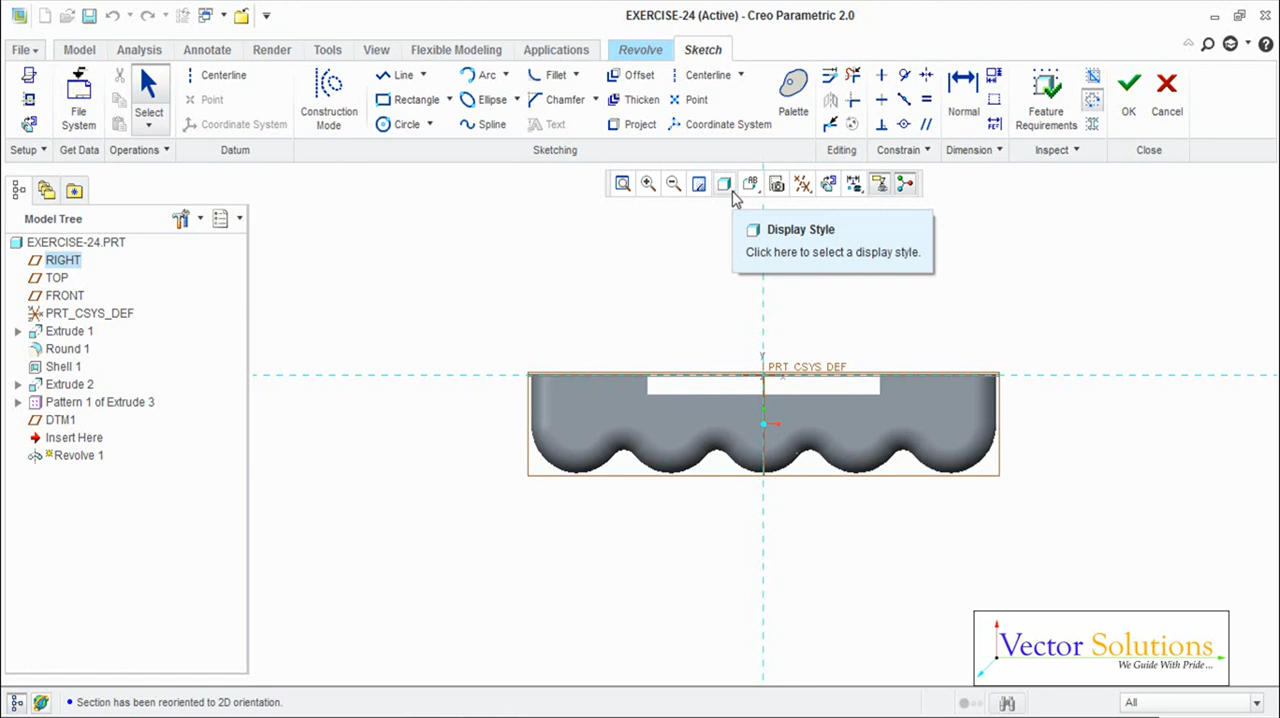 EXERCISE-24 (Active) - Creo Parametric 2.0
File Model Analysis Annotate Render Tools View Flexible Modeling Applications Revolve Sketch
Centerline Line Arc Fillet Offset Centerline
Point Rectangle Ellipse Chamfer Thicken Point
Coordinate System Circle Spline Text Project Coordinate System
File System Select Construction Mode Palette Normal Feature Requirements OK Cancel
Setup Get Data Operations Datum Sketching Editing Constrain Dimension Inspect Close
AB
Model Tree
Display Style
Click here to select a display style.
EXERCISE-24.PRT
RIGHT
TOP
FRONT
PRT_CSYS_DEF
Extrude 1
Round 1
Shell 1
Extrude 2
Pattern 1 of Extrude 3
DTM1
Insert Here
Revolve 1
y
PRT_CSYS_DEF
x
Vector Solutions
We Guide With Pride...
Section has been reoriented to 2D orientation.
All